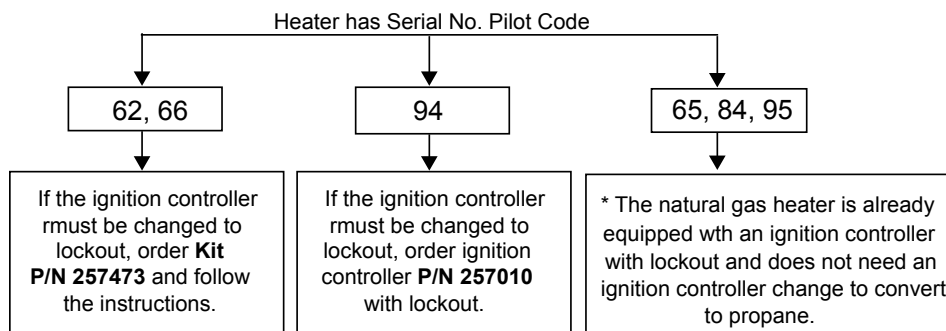 Heater has Serial No. Pilot Code
62, 66
94
65, 84, 95
If the ignition controller
rmust be changed to
lockout, order Kit
P/N 257473 and follow
the instructions.
If the ignition controller
rmust be changed to
lockout, order ignition
controller P/N 257010
with lockout.
* The natural gas heater is already
equipped wth an ignition controller
with lockout and does not need an
ignition controller change to convert
to propane.